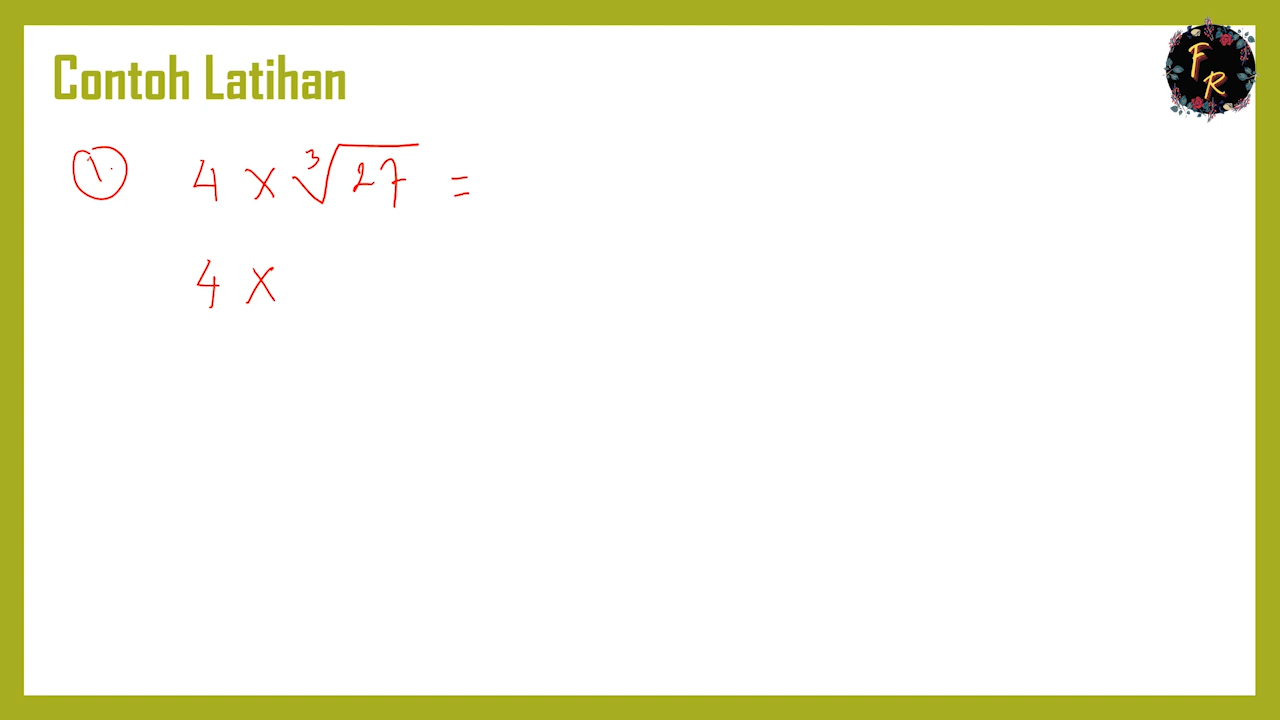 Contoh Latihan
F
R
1. 4 × ∛27 =
4 ×